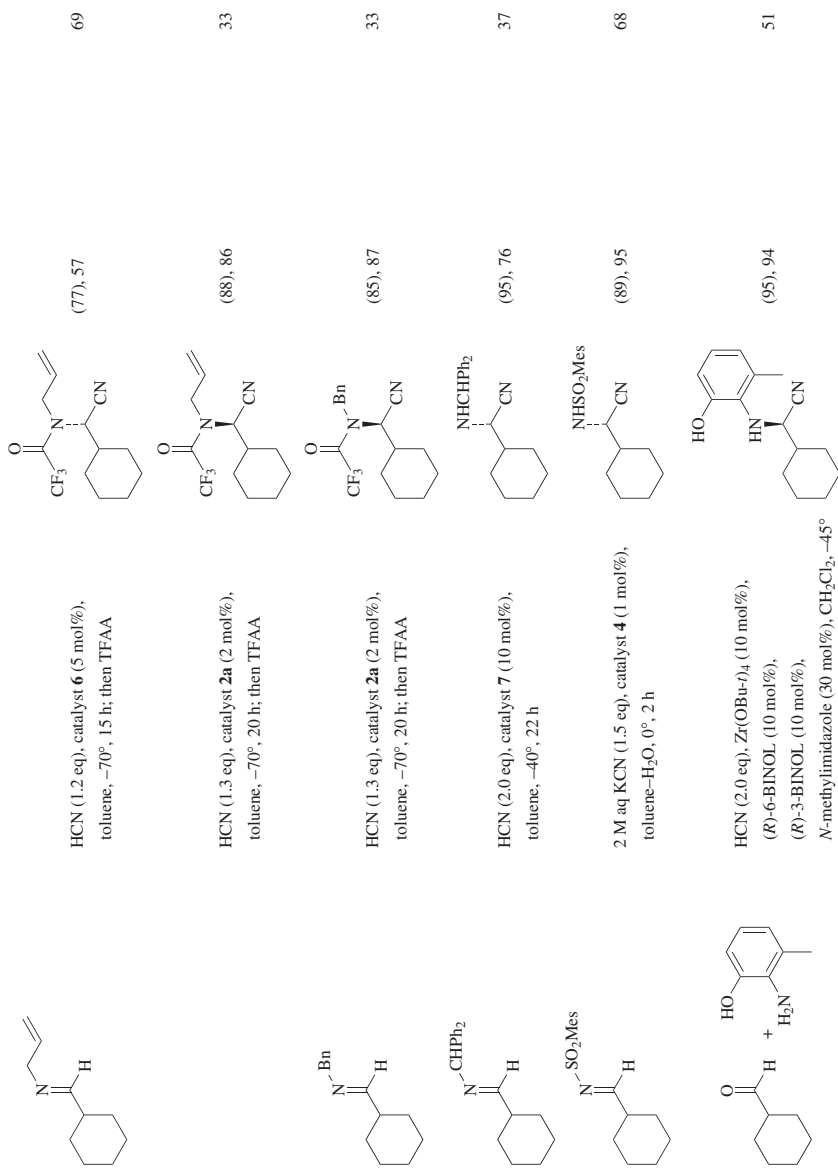 N
H
HCN (1.2 eq), catalyst 6 (5 mol%),
toluene, −70°, 15 h; then TFAA
O
CF3
N
CN
(77), 57
69
HCN (1.3 eq), catalyst 2a (2 mol%),
toluene, −70°, 20 h; then TFAA
O
CF3
N
CN
(88), 86
33
N
Bn
H
HCN (1.3 eq), catalyst 2a (2 mol%),
toluene, −70°, 20 h; then TFAA
O
CF3
N
Bn
CN
(85), 87
33
N
CHPh2
H
HCN (2.0 eq), catalyst 7 (10 mol%),
toluene, −40°, 22 h
NHCHPh2
CN
(95), 76
37
N
SO2Mes
H
2 M aq KCN (1.5 eq), catalyst 4 (1 mol%),
toluene–H2O, 0°, 2 h
NHSO2Mes
CN
(89), 95
68
O
H
+
HO
H2N
HCN (2.0 eq), Zr(OBu-t)4 (10 mol%),
(R)-6-BINOL (10 mol%),
(R)-3-BINOL (10 mol%),
N-methylimidazole (30 mol%), CH2Cl2, −45°
HO
HN
CN
(95), 94
51